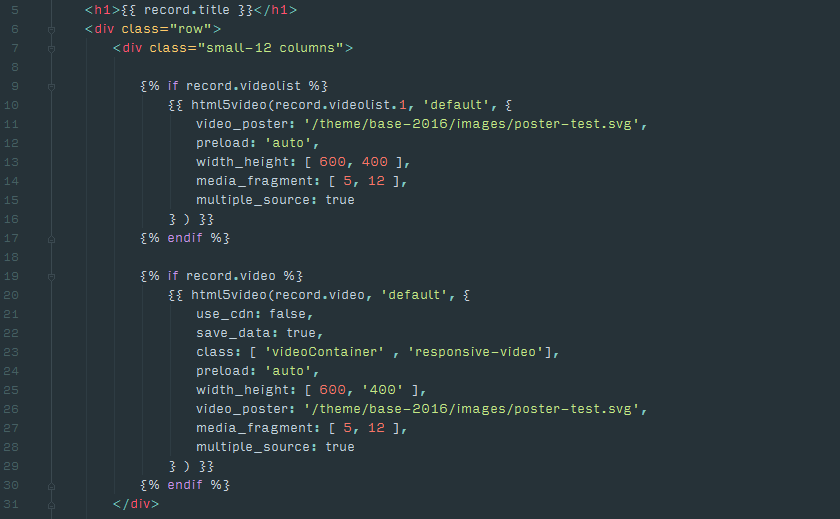 5 <h1>{{ record.title }}</h1>
6 <div class="row">
7 <div class="small-12 columns">
8
9 {% if record.videolist %}
10 {{ html5video(record.videolist.1, 'default', {
11 video_poster: '/theme/base-2016/images/poster-test.svg',
12 preload: 'auto',
13 width_height: [ 600, 400 ],
14 media_fragment: [ 5, 12 ],
15 multiple_source: true
16 } ) }}
17 {% endif %}
18
19 {% if record.video %}
20 {{ html5video(record.video, 'default', {
21 use_cdn: false,
22 save_data: true,
23 class: [ 'videoContainer' , 'responsive-video'],
24 preload: 'auto',
25 width_height: [ 600, '400' ],
26 video_poster: '/theme/base-2016/images/poster-test.svg',
27 media_fragment: [ 5, 12 ],
28 multiple_source: true
29 } ) }}
30 {% endif %}
31 </div>